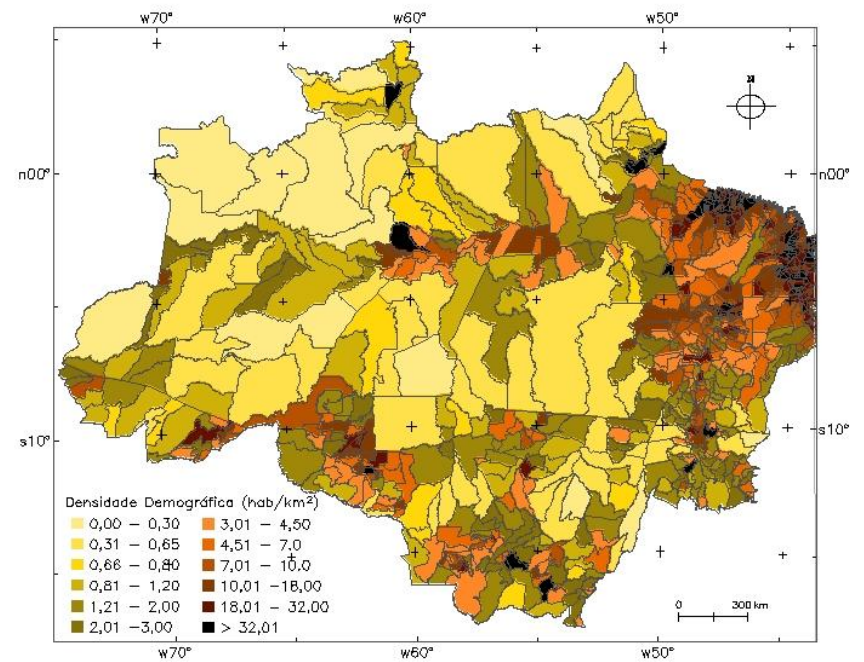 w70° w60° w50°
N
n00° n00°
s10° s10°
Densidade Demográfica (hab/km²)
0,00 – 0,30 3,01 – 4,50
0,31 – 0,65 4,51 – 7.0
0,66 – 0,80 7,01 – 10.0
0,81 – 1,20 10,01 –18,00
1,21 – 2,00 18,01 – 32,00
2,01 –3,00 > 32,01
0 300 km
w70° w60° w50°